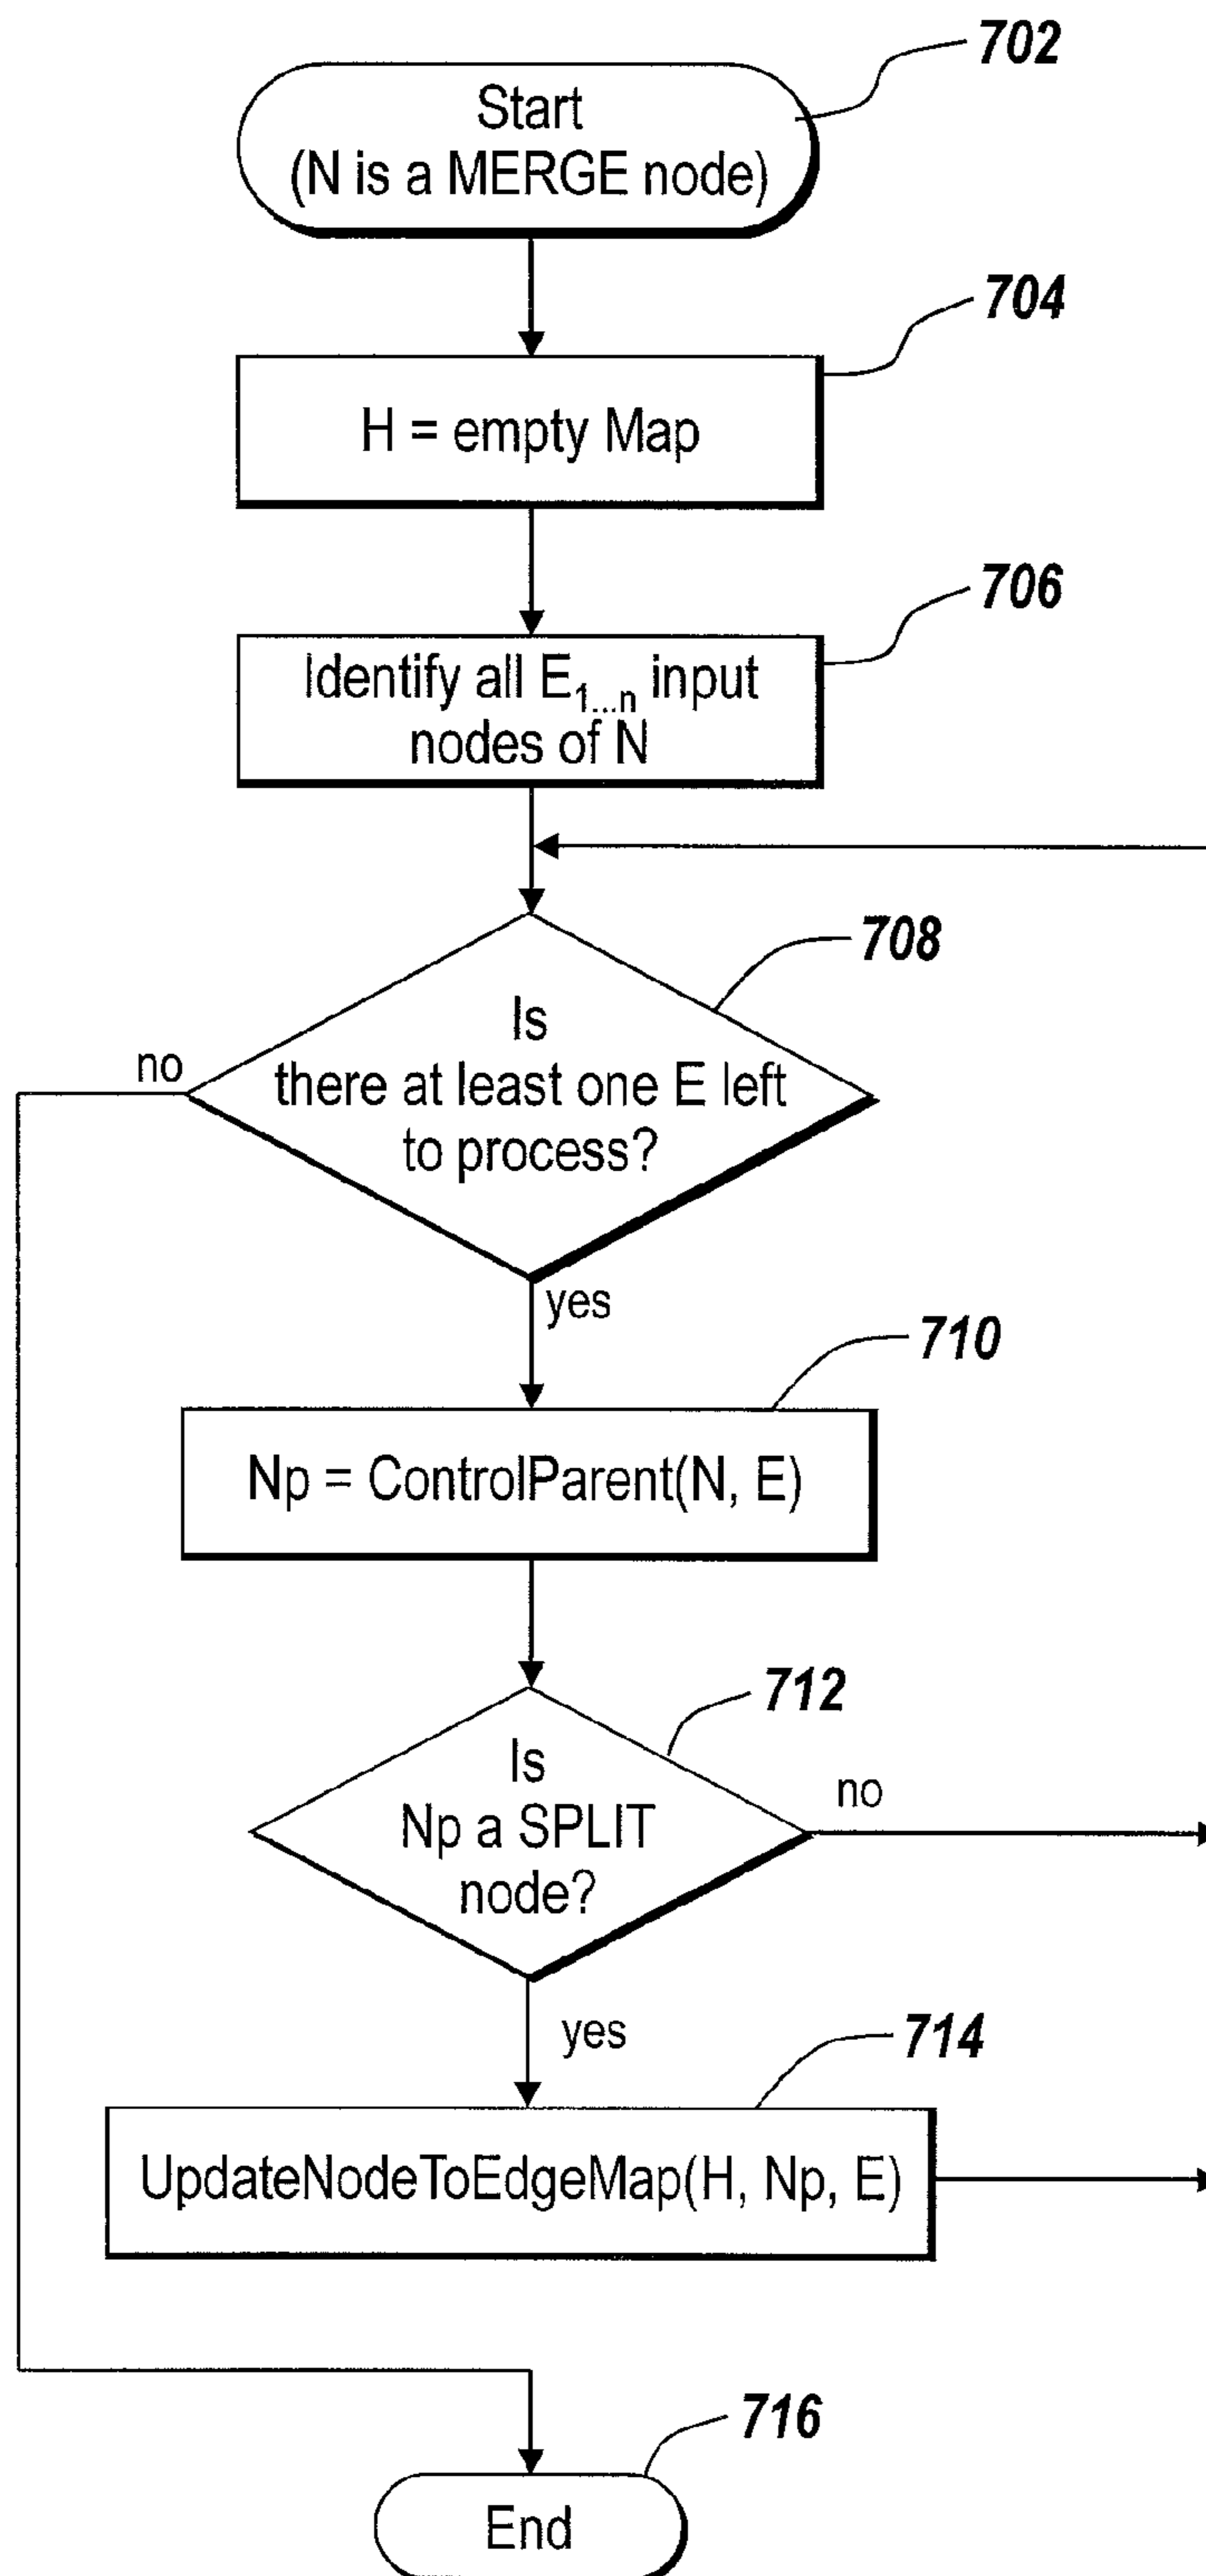 702
Start
(N is a MERGE node)
704
H = empty Map
706
Identify all E1...n input
nodes of N
708
Is
there at least one E left
to process?
no
yes
710
Np = ControlParent(N, E)
712
Is
Np a SPLIT
node?
no
yes
714
UpdateNodeToEdgeMap(H, Np, E)
716
End